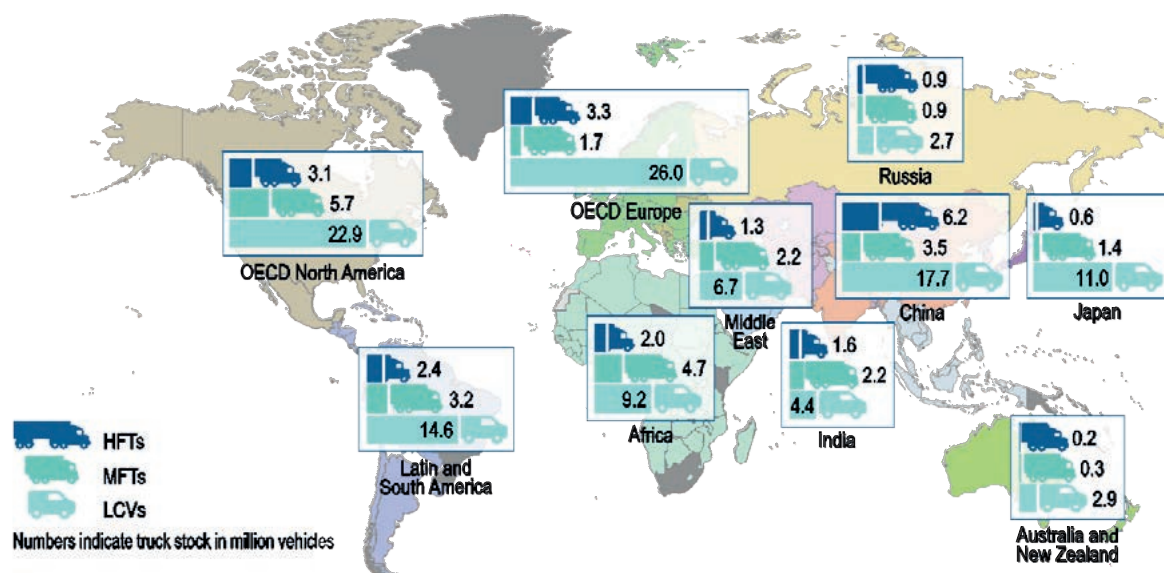 3.3
1.7
26.0
OECD Europe
0.9
0.9
2.7
Russia
3.1
5.7
22.9
OECD North America
1.3
2.2
6.7
Middle
East
6.2
3.5
17.7
China
0.6
1.4
11.0
Japan
2.4
3.2
14.6
Latin and
South America
2.0
4.7
9.2
Africa
1.6
2.2
4.4
India
0.2
0.3
2.9
Australia and
New Zealand
HFTs
MFTs
LCVs
Numbers indicate truck stock in million vehicles